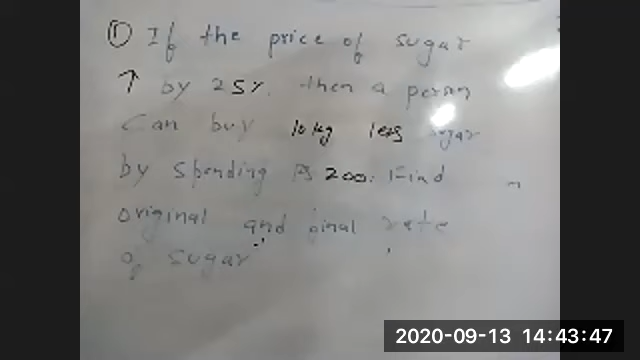 ① If the price of sugar
↑ by 25%. then a person
Can buy 10 kg less sugar
by spending Rs 200. Find
original and final rate
of sugar
2020-09-13 14:43:47